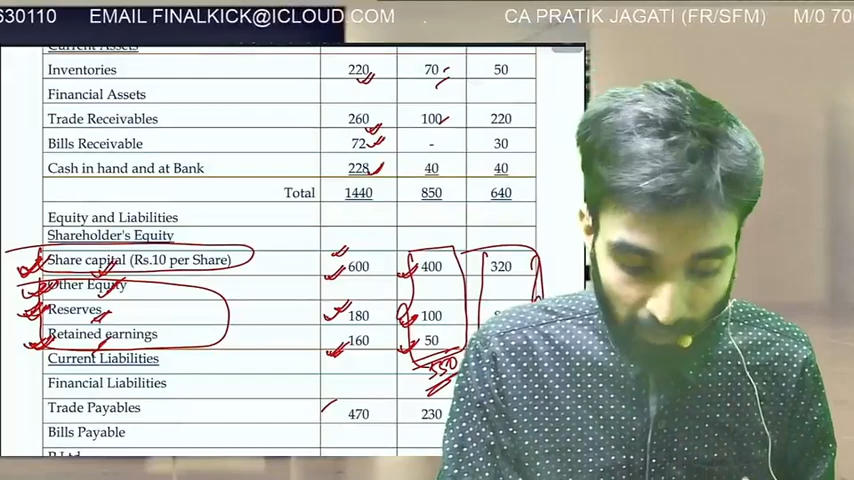 630110 EMAIL FINALKICK@ICLOUD.COM . CA PRATIK JAGATI (FR/SFM) M/0 70
Current Assets
Inventories 220 70 50
Financial Assets
Trade Receivables 260 100 220
Bills Receivable 72 - 30
Cash in hand and at Bank 228 40 40
Total 1440 850 640
Equity and Liabilities
Shareholder's Equity
Share capital (Rs.10 per Share) 600 400 320
Other Equity
Reserves 180 100
Retained earnings 160 50
550
Current Liabilities
Financial Liabilities
Trade Payables 470 230
Bills Payable